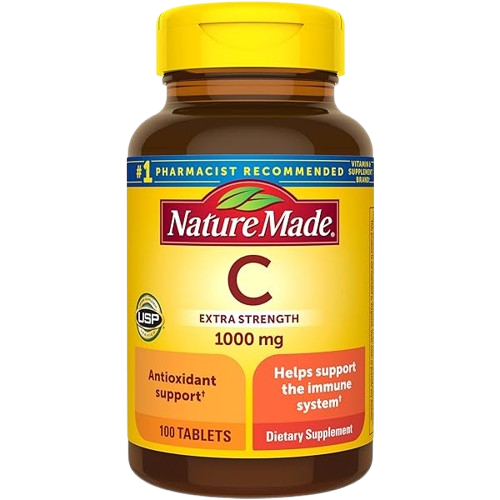 #1 PHARMACIST RECOMMENDED VITAMIN & SUPPLEMENT BRAND
Nature Made®
C
EXTRA STRENGTH
1000 mg
USP
Antioxidant
support†
100 TABLETS
Helps support
the immune
system†
Dietary Supplement